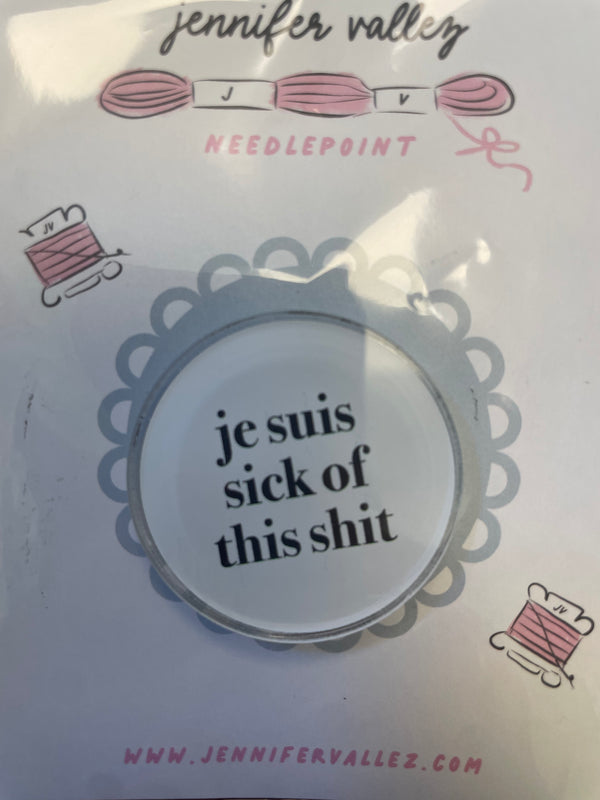 jennifer vallez
J V
NEEDLEPOINT
JV
je suis
sick of
this shit
JV
WWW.JENNIFERVALLEZ.COM